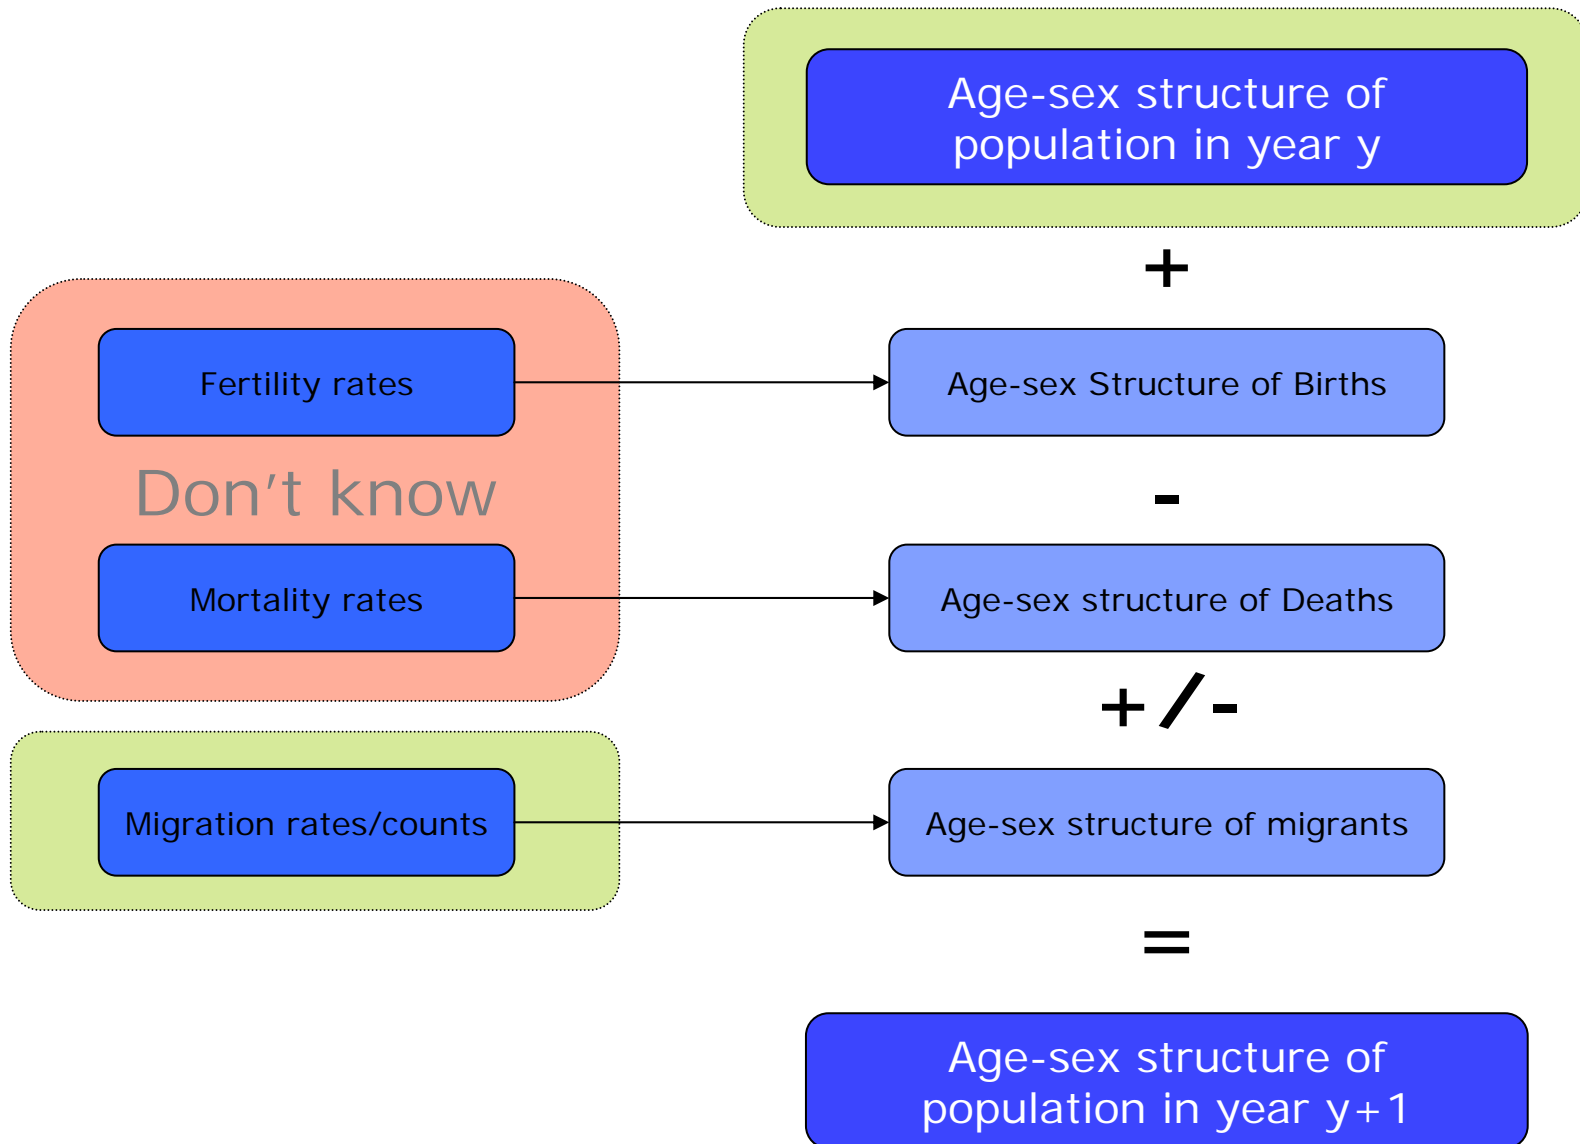 Age-sex structure of
population in year y
+
Fertility rates
Age-sex Structure of Births
Don't know
-
Mortality rates
Age-sex structure of Deaths
+/-
Migration rates/counts
Age-sex structure of migrants
=
Age-sex structure of
population in year y+1